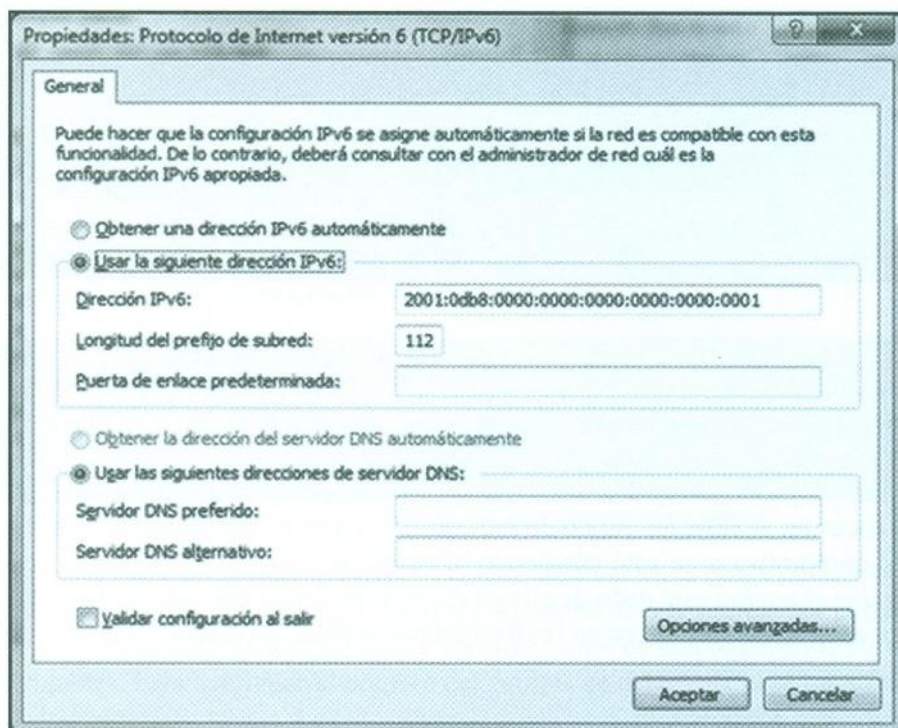 Propiedades: Protocolo de Internet versión 6 (TCP/IPv6)
General
Puede hacer que la configuración IPv6 se asigne automáticamente si la red es compatible con esta
funcionalidad. De lo contrario, deberá consultar con el administrador de red cuál es la
configuración IPv6 apropiada.
Obtener una dirección IPv6 automáticamente
Usar la siguiente dirección IPv6:
Dirección IPv6: 2001:0db8:0000:0000:0000:0000:0000:0001
Longitud del prefijo de subred: 112
Puerta de enlace predeterminada:
Obtener la dirección del servidor DNS automáticamente
Usar las siguientes direcciones de servidor DNS:
Servidor DNS preferido:
Servidor DNS alternativo:
Validar configuración al salir
Opciones avanzadas...
Aceptar Cancelar